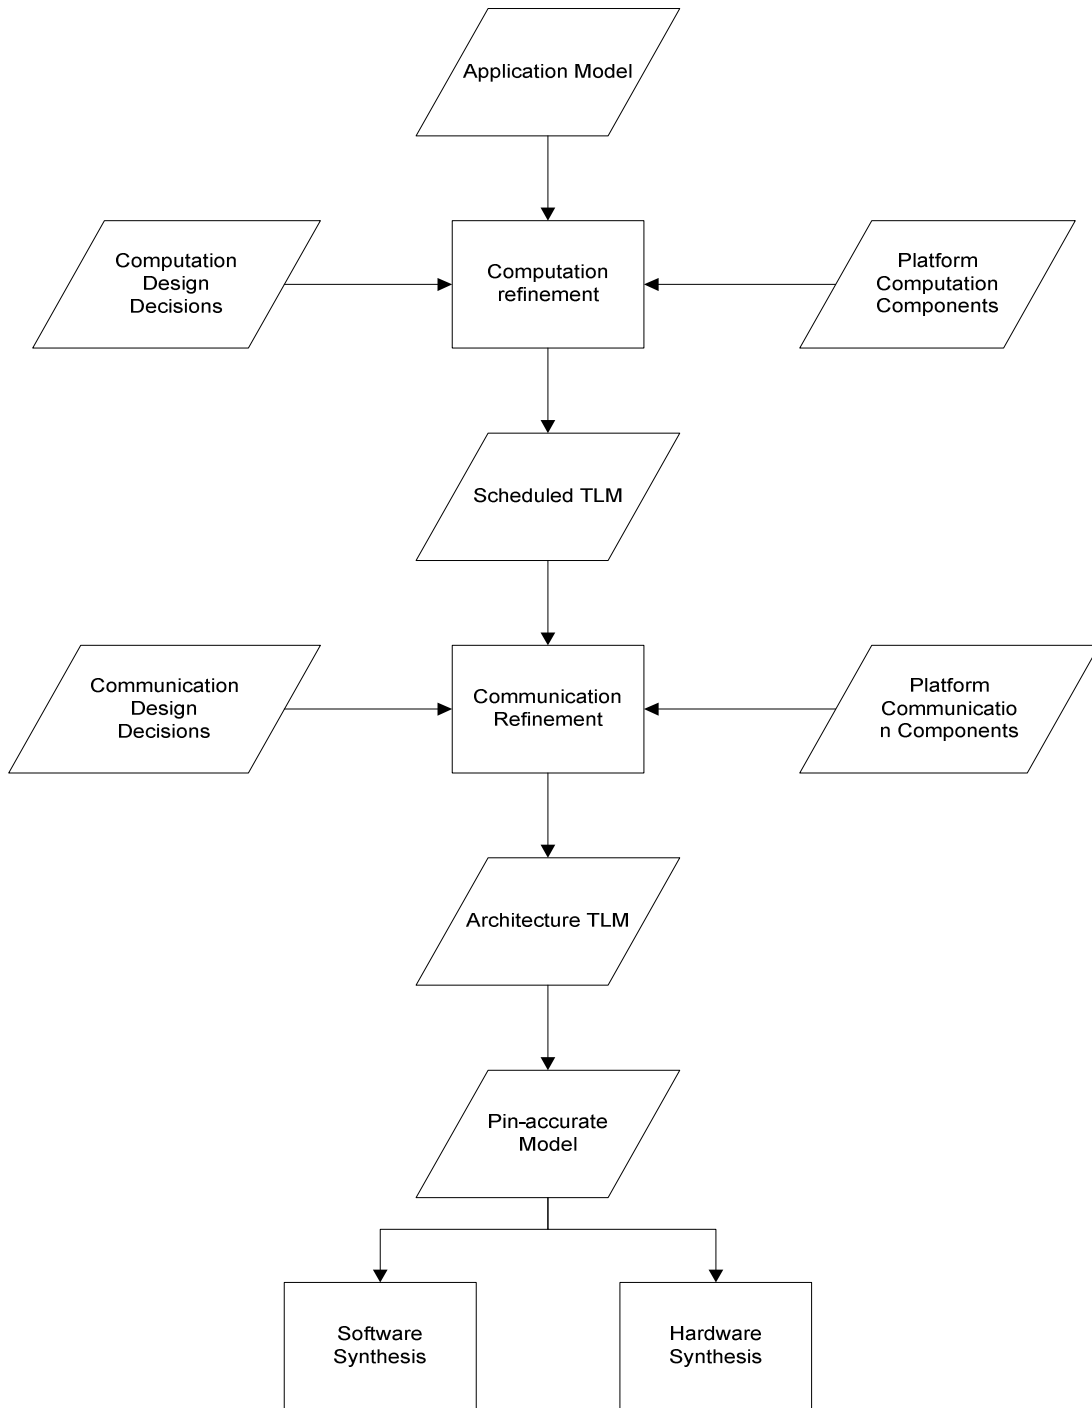 Application Model
Computation
Design
Decisions
Computation
refinement
Platform
Computation
Components
Scheduled TLM
Communication
Design
Decisions
Communication
Refinement
Platform
Communicatio
n Components
Architecture TLM
Pin-accurate
Model
Software
Synthesis
Hardware
Synthesis